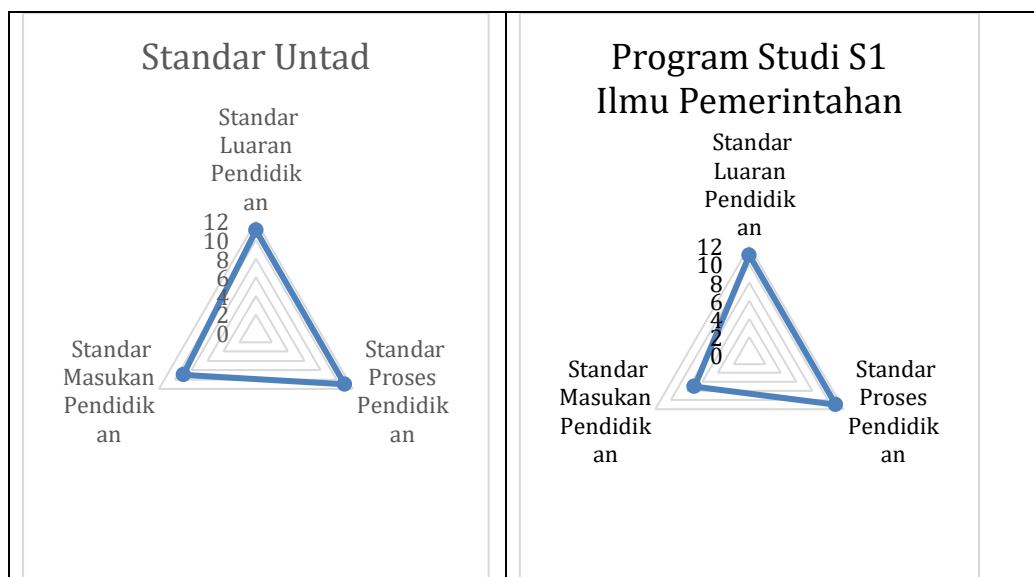 Standar Untad
Standar
Luaran
Pendidik
an
12
10
8
6
4
2
0
Standar
Masukan
Pendidik
an
Standar
Proses
Pendidik
an
Program Studi S1
Ilmu Pemerintahan
Standar
Luaran
Pendidik
an
12
10
8
6
4
2
0
Standar
Masukan
Pendidik
an
Standar
Proses
Pendidik
an